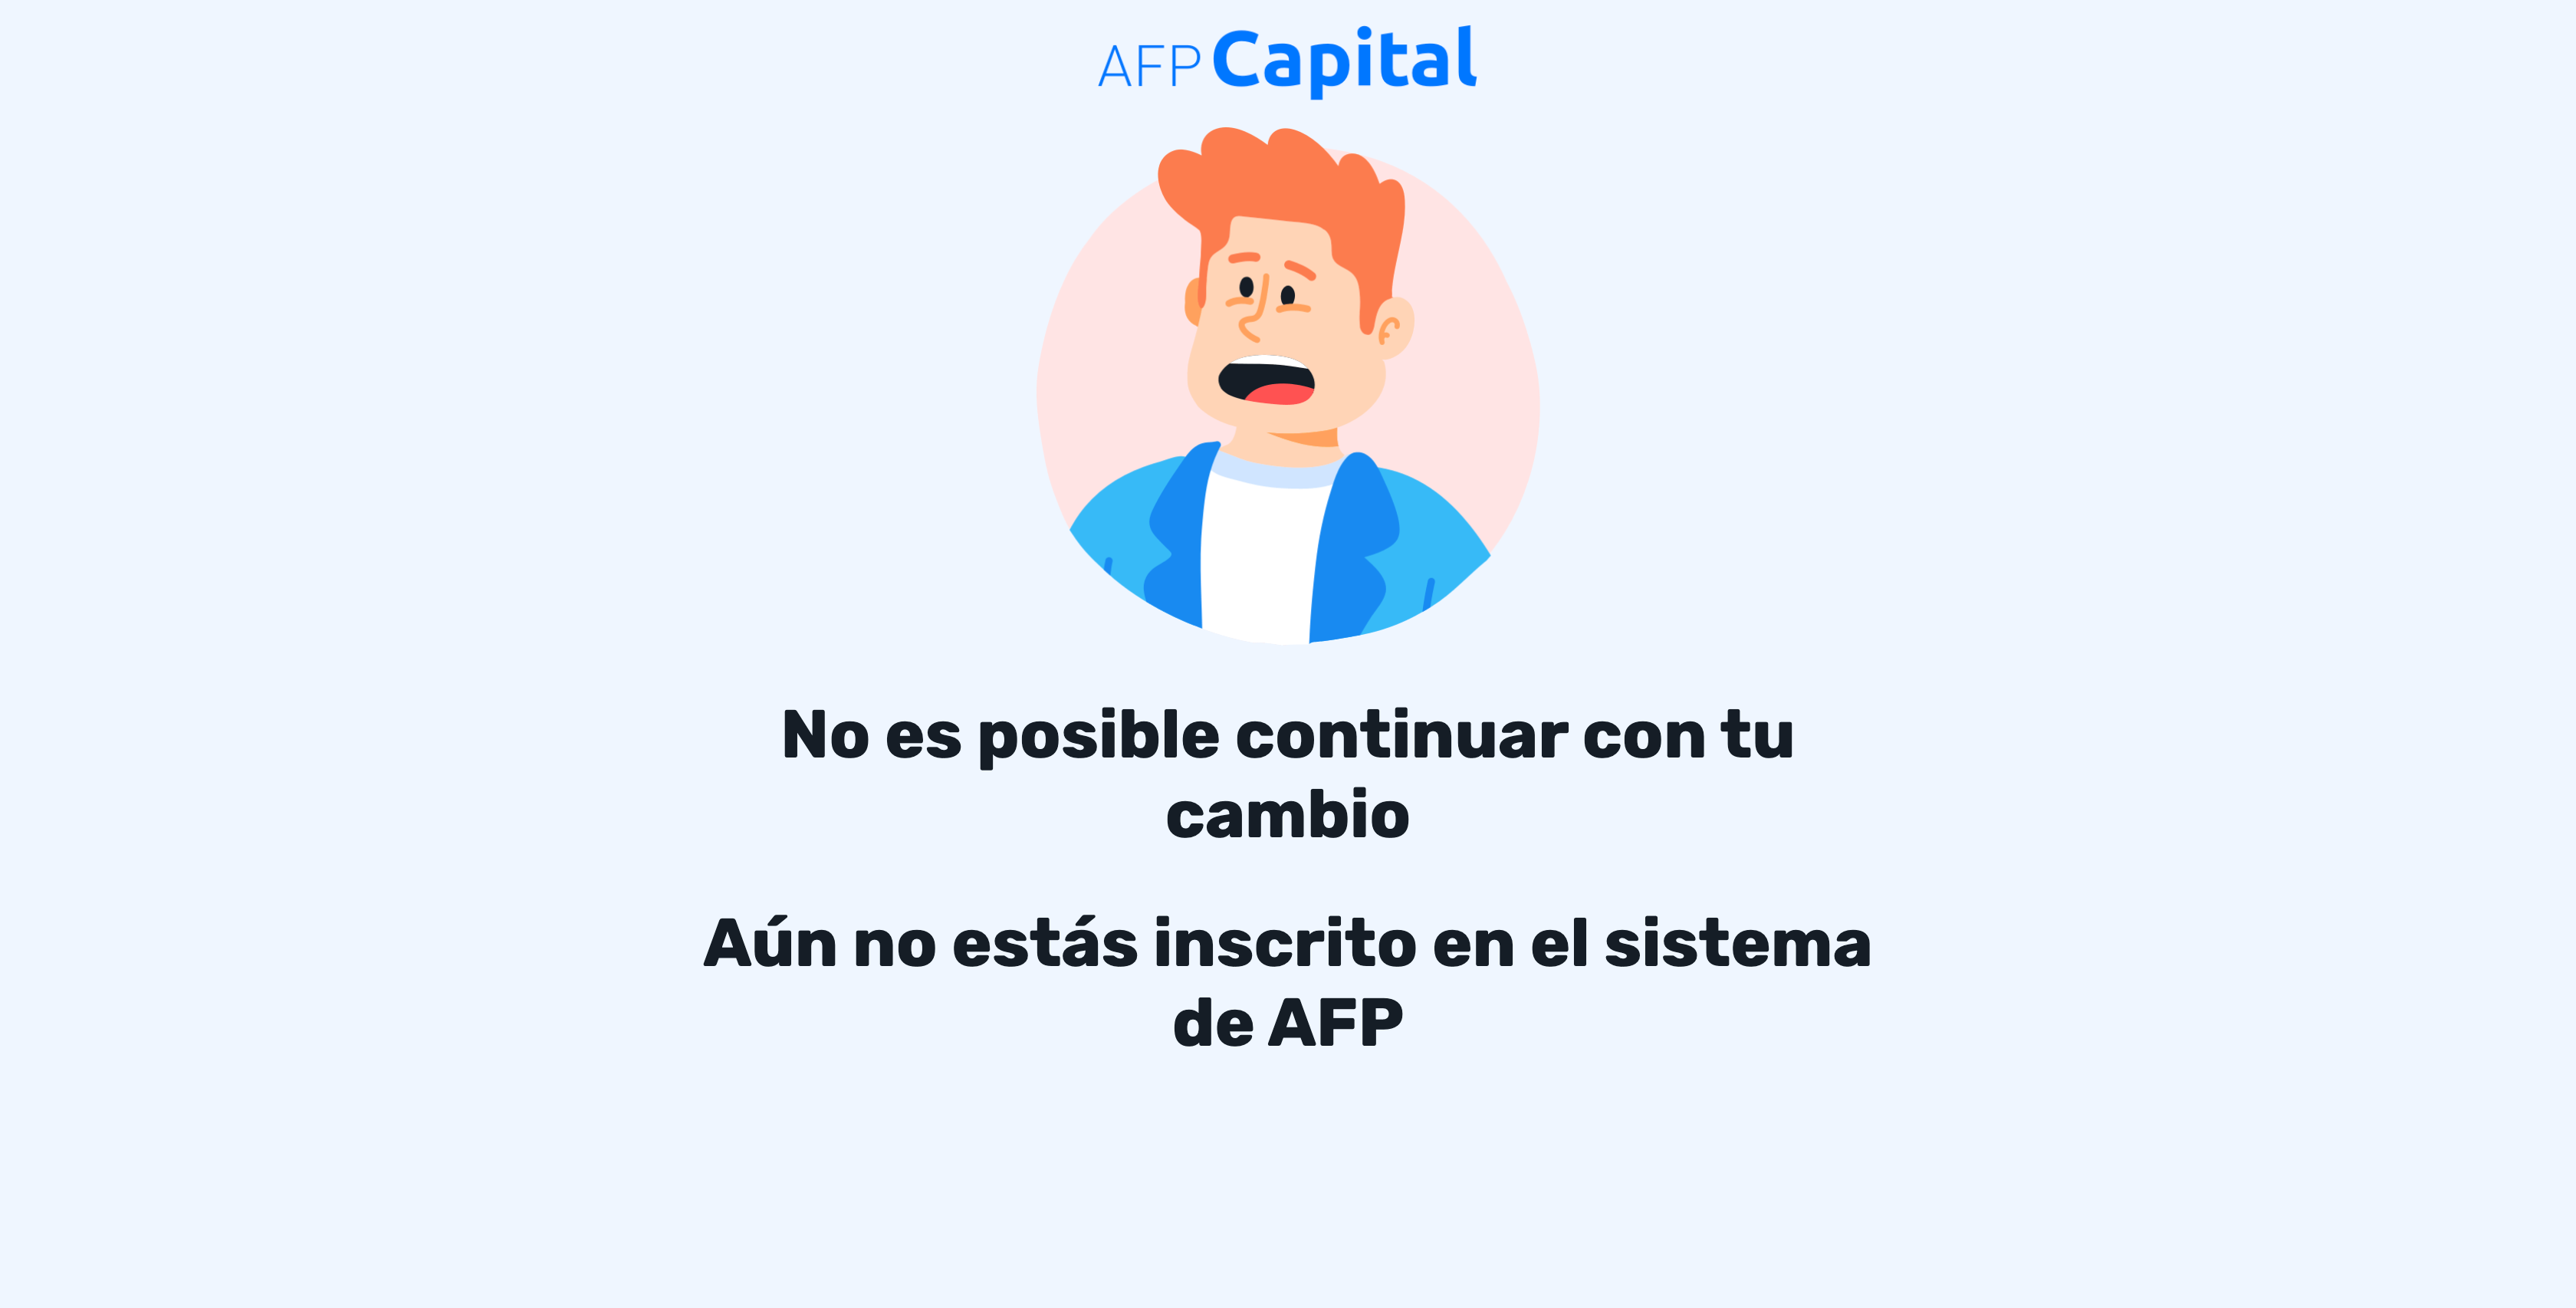 AFP Capital
No es posible continuar con tu
cambio
Aún no estás inscrito en el sistema
de AFP